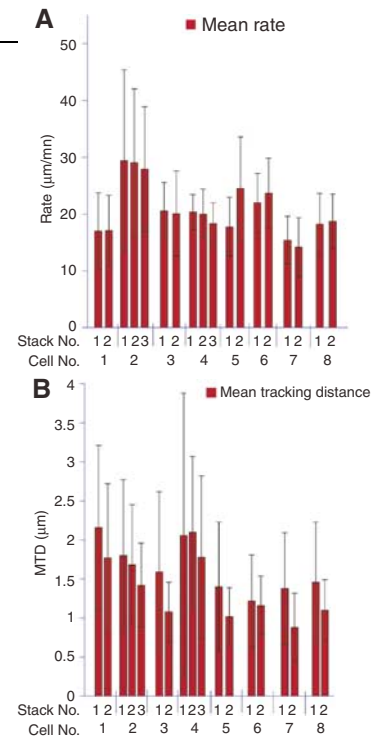 A
Mean rate
50
40
30
20
10
0
Rate (μm/mn)
Stack No. 1 2 1 2 3 1 2 1 2 3 1 2 1 2 1 2 1 2
Cell No. 1 2 3 4 5 6 7 8
B
Mean tracking distance
4
3.5
3
2.5
2
1.5
1
0.5
0
MTD (μm)
Stack No. 1 2 1 2 3 1 2 1 2 3 1 2 1 2 1 2 1 2
Cell No. 1 2 3 4 5 6 7 8